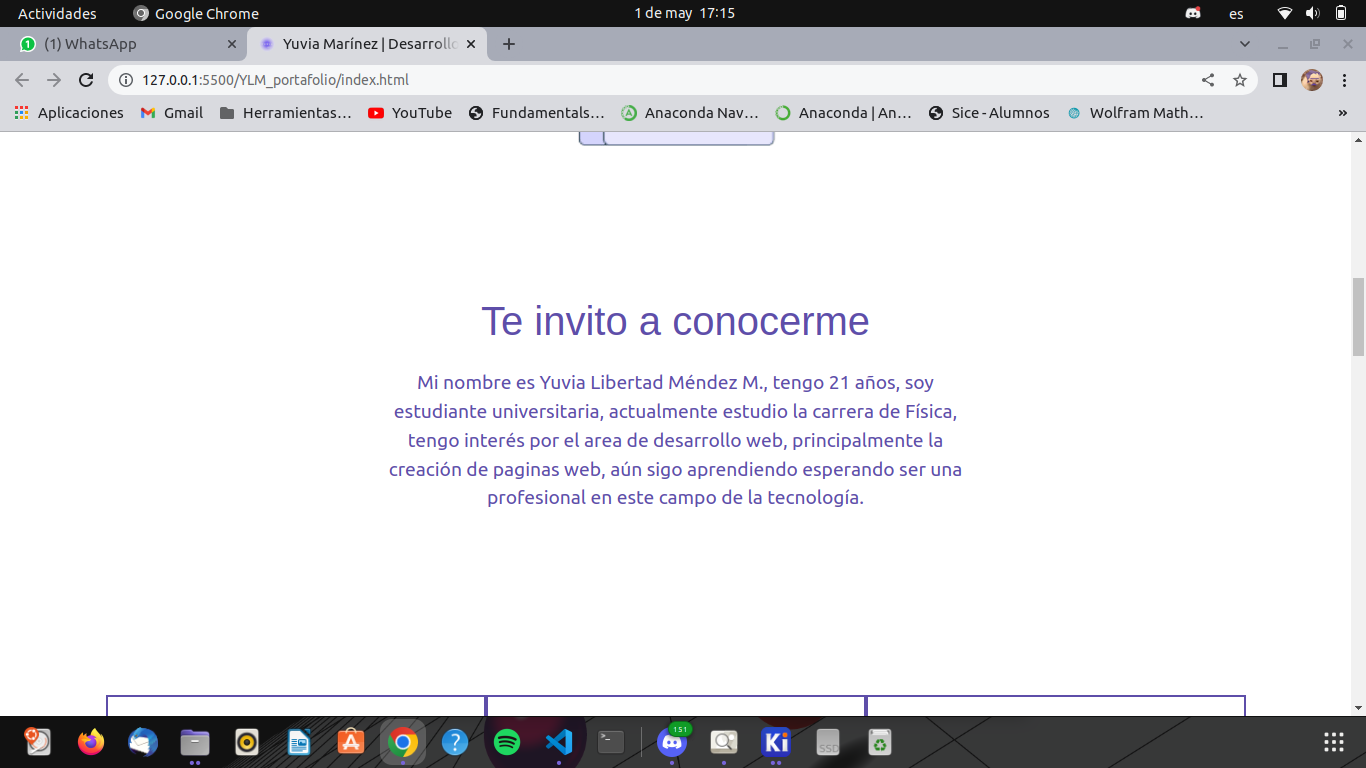 Actividades
Google Chrome
1 de may 17:15
es
1
(1) WhatsApp
Yuvia Marínez | Desarrollo
127.0.0.1:5500/YLM_portafolio/index.html
Aplicaciones
Gmail
Herramientas…
YouTube
Fundamentals…
Anaconda Nav…
Anaconda | An…
Sice - Alumnos
Wolfram Math…
»
Te invito a conocerme
Mi nombre es Yuvia Libertad Méndez M., tengo 21 años, soy
estudiante universitaria, actualmente estudio la carrera de Física,
tengo interés por el area de desarrollo web, principalmente la
creación de paginas web, aún sigo aprendiendo esperando ser una
profesional en este campo de la tecnología.
151
Ki
SSD